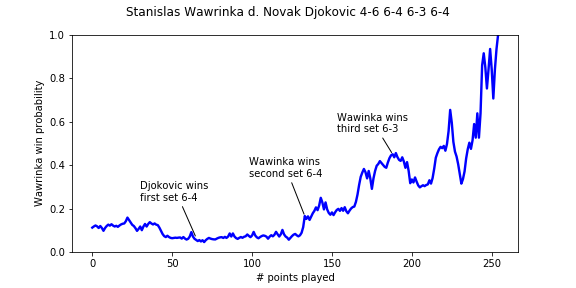 Stanislas Wawrinka d. Novak Djokovic 4-6 6-4 6-3 6-4
1.0
0.8
0.6
0.4
0.2
0.0
Wawrinka win probability
Wawinka wins
third set 6-3
Wawinka wins
second set 6-4
Djokovic wins
first set 6-4
0
50
100
150
200
250
# points played